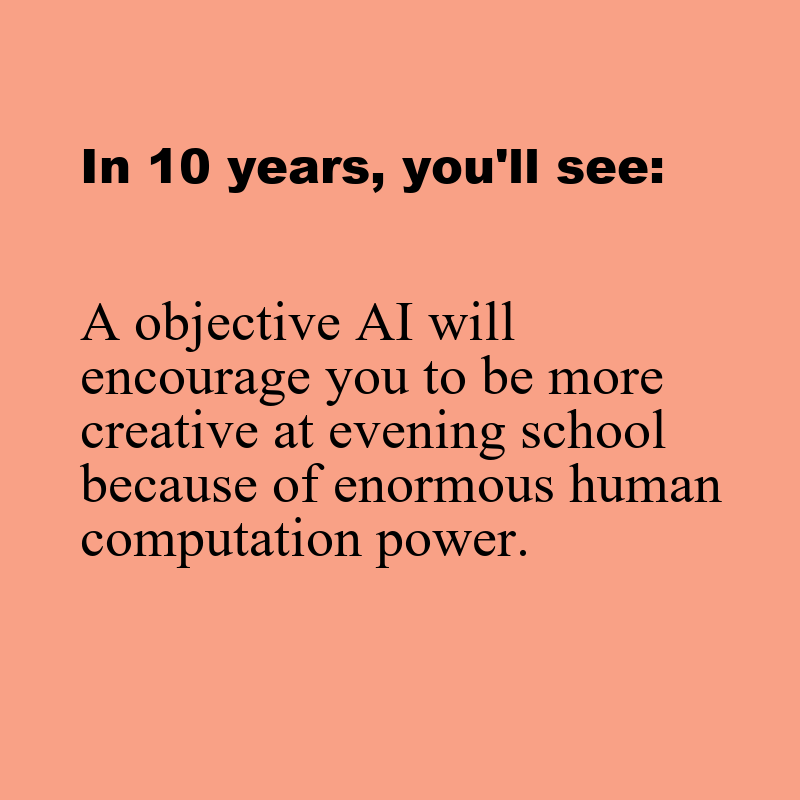 In 10 years, you'll see:
A objective AI will
encourage you to be more
creative at evening school
because of enormous human
computation power.